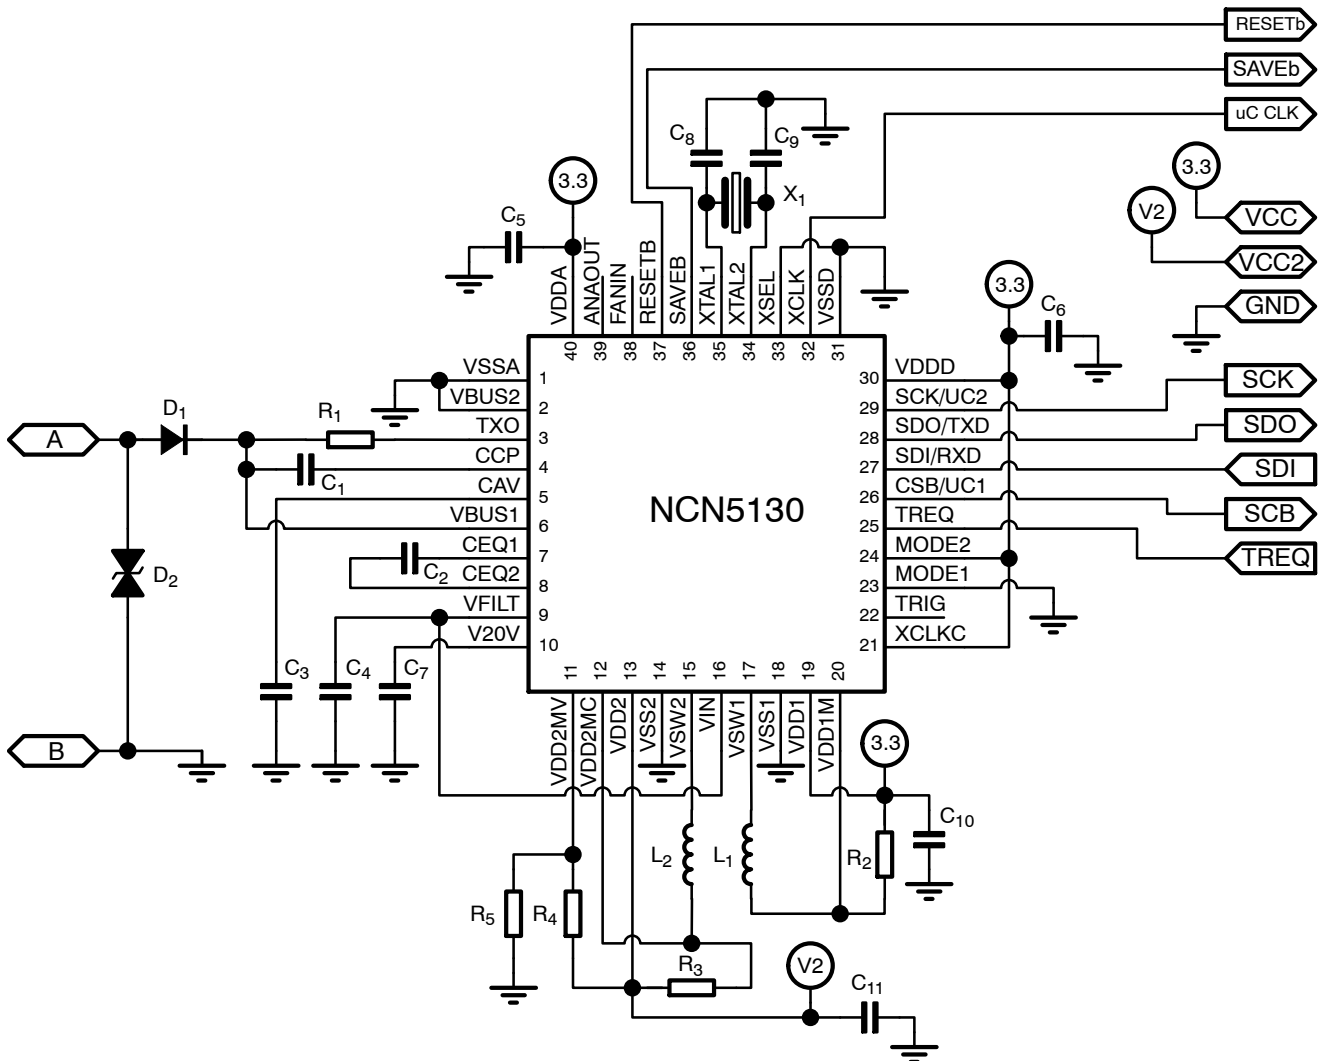 RESETb
SAVEb
uC CLK
C8
C9
X1
3.3
3.3
V2
VCC
VCC2
GND
C5
VDDA
ANAOUT
FANIN
RESETB
SAVEB
XTAL1
XTAL2
XSEL
XCLK
VSSD
3.3
C6
40
39
38
37
36
35
34
33
32
31
VSSA
1
30
VDDD
SCK
VBUS2
2
29
SCK/UC2
D1
R1
TXO
3
28
SDO/TXD
SDO
A
CCP
4
27
SDI/RXD
SDI
C1
CAV
5
26
CSB/UC1
SCB
NCN5130
VBUS1
6
25
TREQ
TREQ
CEQ1
7
24
MODE2
C2
D2
CEQ2
8
23
MODE1
VFILT
9
22
TRIG
V20V
10
21
XCLKC
C3
C4
C7
11
12
13
14
15
16
17
18
19
20
VDD2MV
VDD2MC
VDD2
VSS2
VSW2
VIN
VSW1
VSS1
VDD1
VDD1M
B
3.3
C10
L2
L1
R2
R5
R4
R3
V2
C11